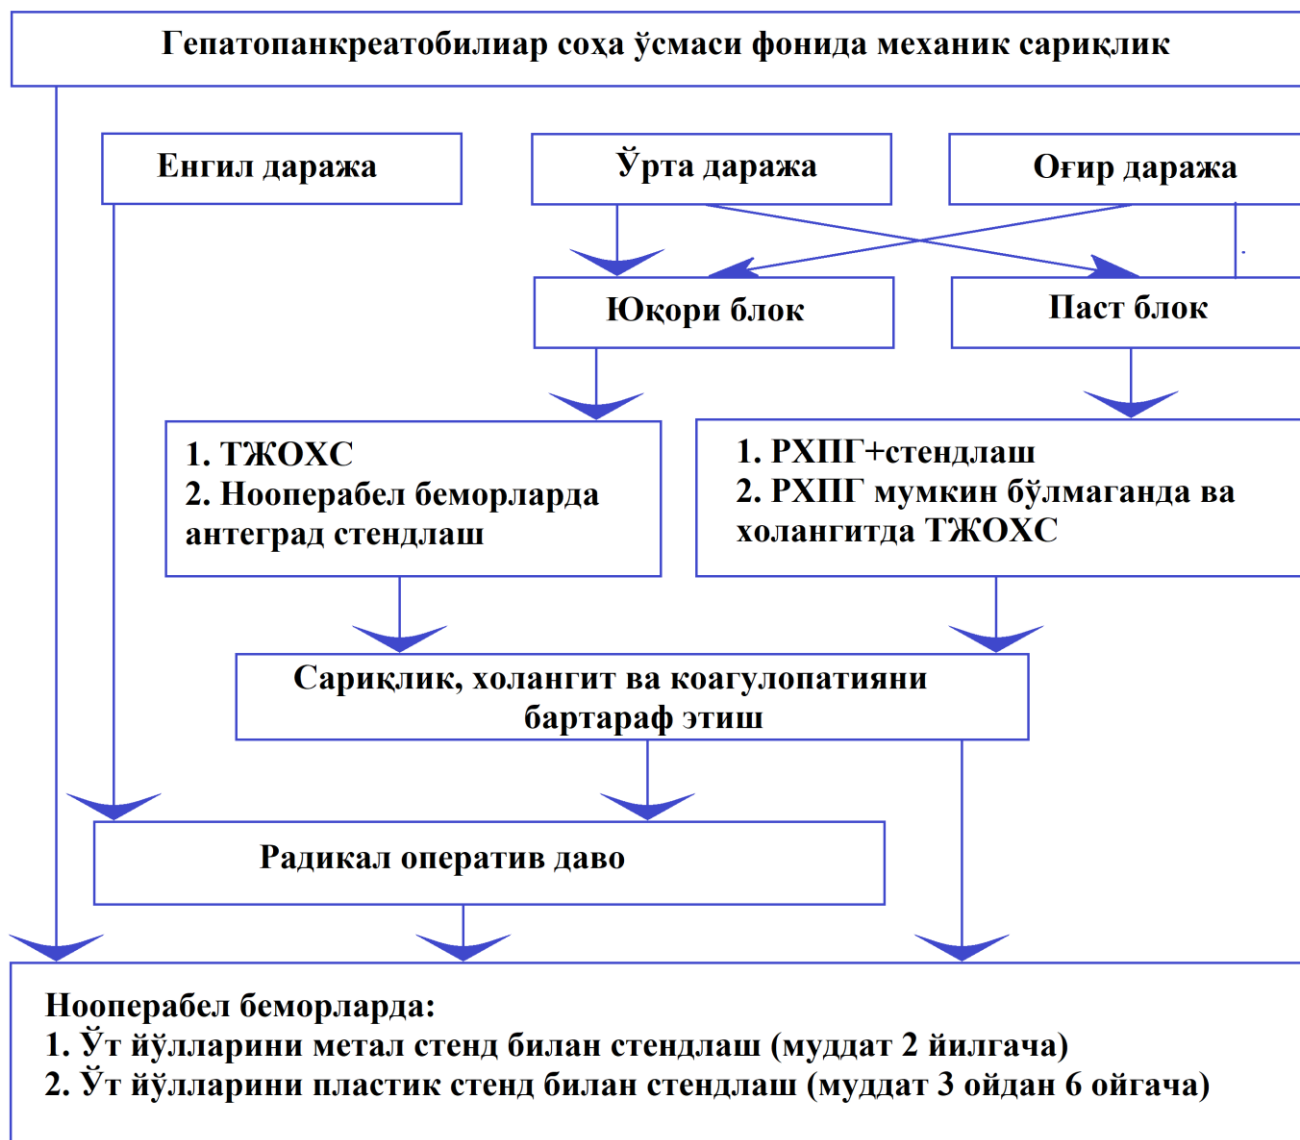 Гепатопанкреатобилиар соҳа ўсмаси фонида механик сариқлик
Енгил даража
Ўрта даража
Оғир даража
Юқори блок
Паст блок
1. ТЖОХС
2. Нооперабел беморларда
антеград стендлаш
1. РХПГ+стендлаш
2. РХПГ мумкин бўлмаганда ва
холангитда ТЖОХС
Сариқлик, холангит ва коагулопатияни
бартараф этиш
Радикал оператив даво
Нооперабел беморларда:
1. Ўт йўлларини метал стенд билан стендлаш (муддат 2 йилгача)
2. Ўт йўлларини пластик стенд билан стендлаш (муддат 3 ойдан 6 ойгача)